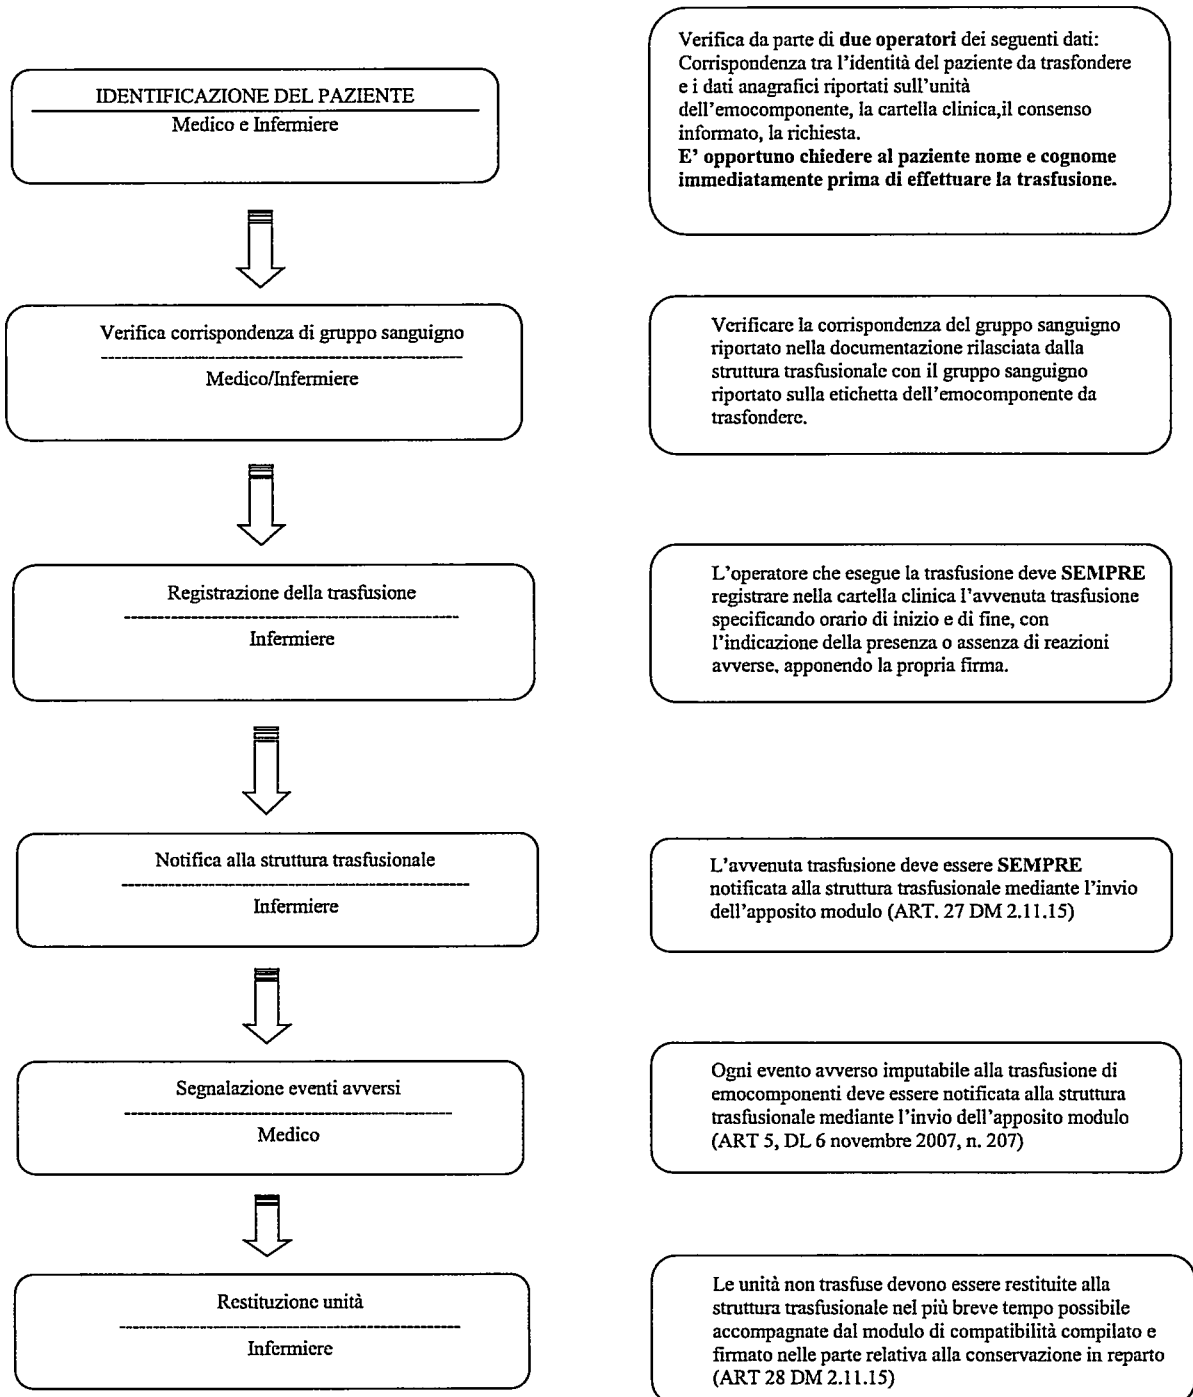 IDENTIFICAZIONE DEL PAZIENTE
Medico e Infermiere
Verifica da parte di due operatori dei seguenti dati:
Corrispondenza tra l'identità del paziente da trasfondere
e i dati anagrafici riportati sull'unità
dell'emocomponente, la cartella clinica,il consenso
informato, la richiesta.
E' opportuno chiedere al paziente nome e cognome
immediatamente prima di effettuare la trasfusione.
Verifica corrispondenza di gruppo sanguigno
Medico/Infermiere
Verificare la corrispondenza del gruppo sanguigno
riportato nella documentazione rilasciata dalla
struttura trasfusionale con il gruppo sanguigno
riportato sulla etichetta dell'emocomponente da
trasfondere.
Registrazione della trasfusione
Infermiere
L'operatore che esegue la trasfusione deve SEMPRE
registrare nella cartella clinica l'avvenuta trasfusione
specificando orario di inizio e di fine, con
l'indicazione della presenza o assenza di reazioni
avverse, apponendo la propria firma.
Notifica alla struttura trasfusionale
Infermiere
L'avvenuta trasfusione deve essere SEMPRE
notificata alla struttura trasfusionale mediante l'invio
dell'apposito modulo (ART. 27 DM 2.11.15)
Segnalazione eventi avversi
Medico
Ogni evento avverso imputabile alla trasfusione di
emocomponenti deve essere notificata alla struttura
trasfusionale mediante l'invio dell'apposito modulo
(ART 5, DL 6 novembre 2007, n. 207)
Restituzione unità
Infermiere
Le unità non trasfuse devono essere restituite alla
struttura trasfusionale nel più breve tempo possibile
accompagnate dal modulo di compatibilità compilato e
firmato nelle parte relativa alla conservazione in reparto
(ART 28 DM 2.11.15)